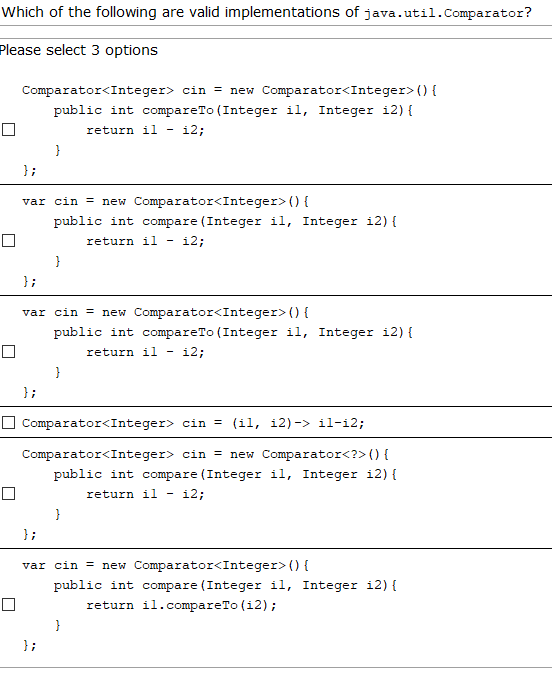 Which of the following are valid implementations of java.util.Comparator?
Please select 3 options
Comparator<Integer> cin = new Comparator<Integer>(){
public int compareTo(Integer i1, Integer i2){
return i1 - i2;
}
};
var cin = new Comparator<Integer>(){
public int compare(Integer i1, Integer i2){
return i1 - i2;
}
};
var cin = new Comparator<Integer>(){
public int compareTo(Integer i1, Integer i2){
return i1 - i2;
}
};
Comparator<Integer> cin = (i1, i2)-> i1-i2;
Comparator<Integer> cin = new Comparator<?>(){
public int compare(Integer i1, Integer i2){
return i1 - i2;
}
};
var cin = new Comparator<Integer>(){
public int compare(Integer i1, Integer i2){
return i1.compareTo(i2);
}
};